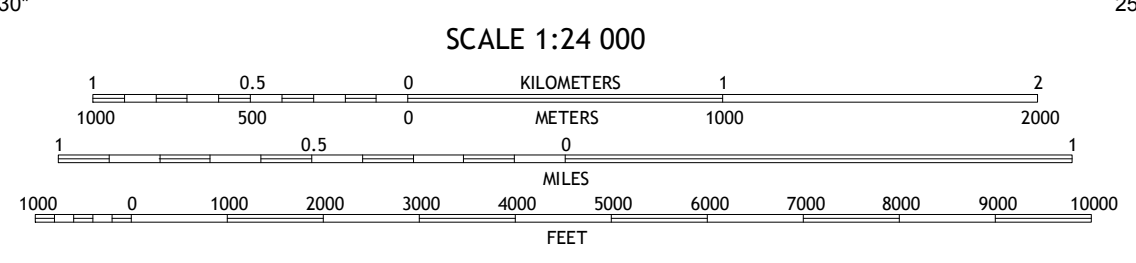 30" 25
SCALE 1:24 000
1 0.5 0 KILOMETERS 1 2
1000 500 0 METERS 1000 2000
1 0.5 0 1
MILES
1000 0 1000 2000 3000 4000 5000 6000 7000 8000 9000 10000
FEET